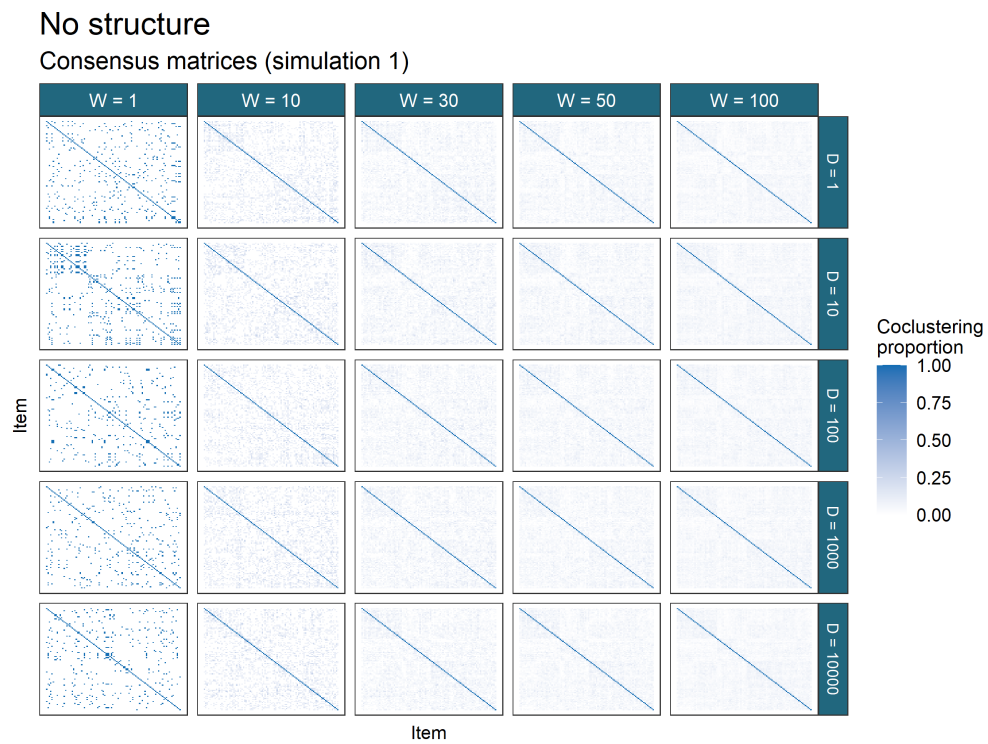 No structure
Consensus matrices (simulation 1)
W = 1
W = 10
W = 30
W = 50
W = 100
D = 1
D = 10
D = 100
D = 1000
D = 10000
Item
Item
Coclustering
proportion
1.00
0.75
0.50
0.25
0.00